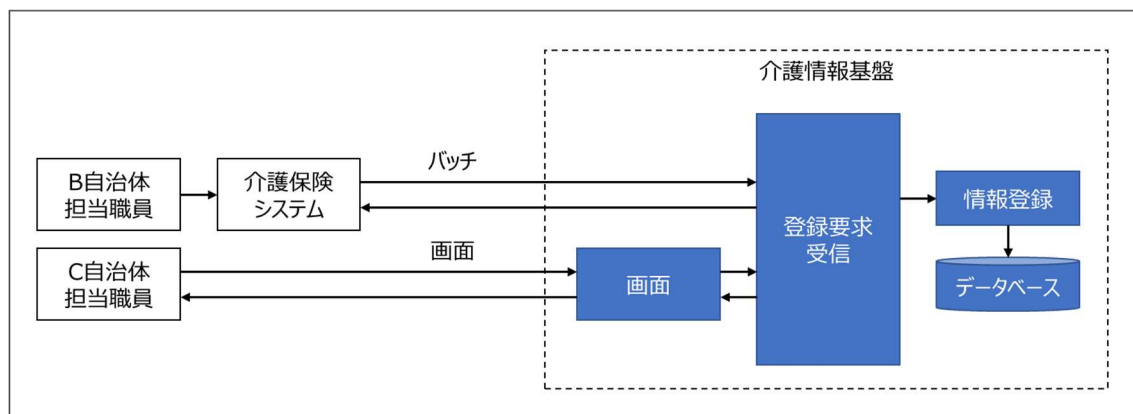 介護情報基盤
バッチ
B自治体
担当職員
介護保険
システム
情報登録
登録要求
受信
画面
C自治体
担当職員
画面
データベース